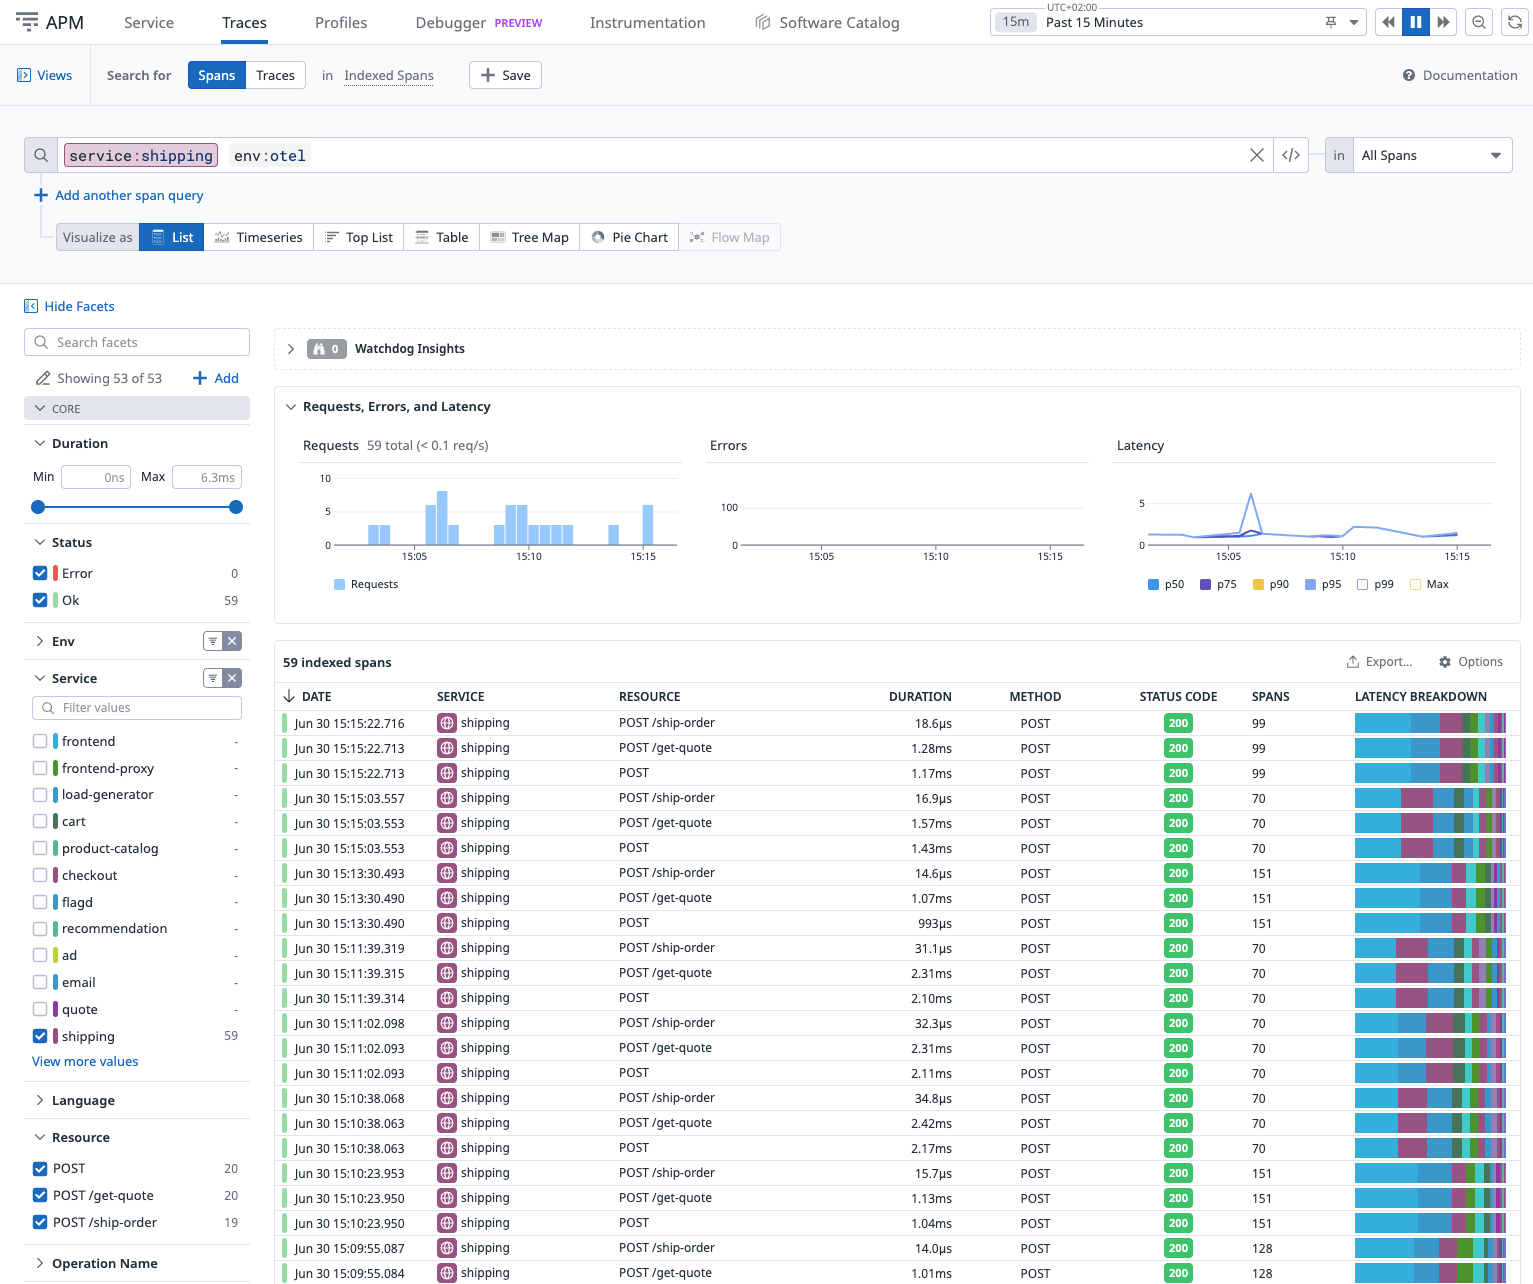 APM Service Traces Profiles Debugger PREVIEW Instrumentation Software Catalog UTC+02:00 15m Past 15 Minutes
Views Search for Spans Traces in Indexed Spans Save Documentation
service:shipping env:otel in All Spans
Add another span query
Visualize as List Timeseries Top List Table Tree Map Pie Chart Flow Map
Hide Facets
Search facets
Showing 53 of 53 Add
CORE
Duration
Min 0ns Max 6.3ms
Status
Error 0
Ok 59
Env
Service
Filter values
frontend -
frontend-proxy -
load-generator -
cart -
product-catalog -
checkout -
flagd -
recommendation -
ad -
email -
quote -
shipping 59
View more values
Language
Resource
POST 20
POST /get-quote 20
POST /ship-order 19
Operation Name
0 Watchdog Insights
Requests, Errors, and Latency
Requests 59 total (< 0.1 req/s)
10
5
0
15:05 15:10 15:15
Requests
Errors
100
0
15:05 15:10 15:15
Latency
5
0
15:05 15:10 15:15
p50 p75 p90 p95 p99 Max
59 indexed spans Export... Options
DATE SERVICE RESOURCE DURATION METHOD STATUS CODE SPANS LATENCY BREAKDOWN
Jun 30 15:15:22.716 shipping POST /ship-order 18.6µs POST 200 99
Jun 30 15:15:22.713 shipping POST /get-quote 1.28ms POST 200 99
Jun 30 15:15:22.713 shipping POST 1.17ms POST 200 99
Jun 30 15:15:03.557 shipping POST /ship-order 16.9µs POST 200 70
Jun 30 15:15:03.553 shipping POST /get-quote 1.57ms POST 200 70
Jun 30 15:15:03.553 shipping POST 1.43ms POST 200 70
Jun 30 15:13:30.493 shipping POST /ship-order 14.6µs POST 200 151
Jun 30 15:13:30.490 shipping POST /get-quote 1.07ms POST 200 151
Jun 30 15:13:30.490 shipping POST 993µs POST 200 151
Jun 30 15:11:39.319 shipping POST /ship-order 31.1µs POST 200 70
Jun 30 15:11:39.315 shipping POST /get-quote 2.31ms POST 200 70
Jun 30 15:11:39.314 shipping POST 2.10ms POST 200 70
Jun 30 15:11:02.098 shipping POST /ship-order 32.3µs POST 200 70
Jun 30 15:11:02.093 shipping POST /get-quote 2.31ms POST 200 70
Jun 30 15:11:02.093 shipping POST 2.11ms POST 200 70
Jun 30 15:10:38.068 shipping POST /ship-order 34.8µs POST 200 70
Jun 30 15:10:38.063 shipping POST /get-quote 2.42ms POST 200 70
Jun 30 15:10:38.063 shipping POST 2.17ms POST 200 70
Jun 30 15:10:23.953 shipping POST /ship-order 15.7µs POST 200 151
Jun 30 15:10:23.950 shipping POST /get-quote 1.13ms POST 200 151
Jun 30 15:10:23.950 shipping POST 1.04ms POST 200 151
Jun 30 15:09:55.087 shipping POST /ship-order 14.0µs POST 200 128
Jun 30 15:09:55.084 shipping POST /get-quote 1.01ms POST 200 128